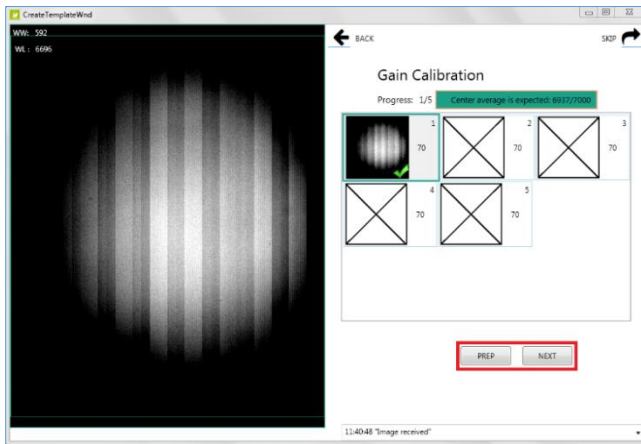 CreateTemplateWnd
WW: 592
WL: 6696
BACK
SKIP
Gain Calibration
Progress: 1/5
Center average is expected: 6937/7000
1
70
2
70
3
70
4
70
5
70
PREP
NEXT
11:40:48 "Image received"